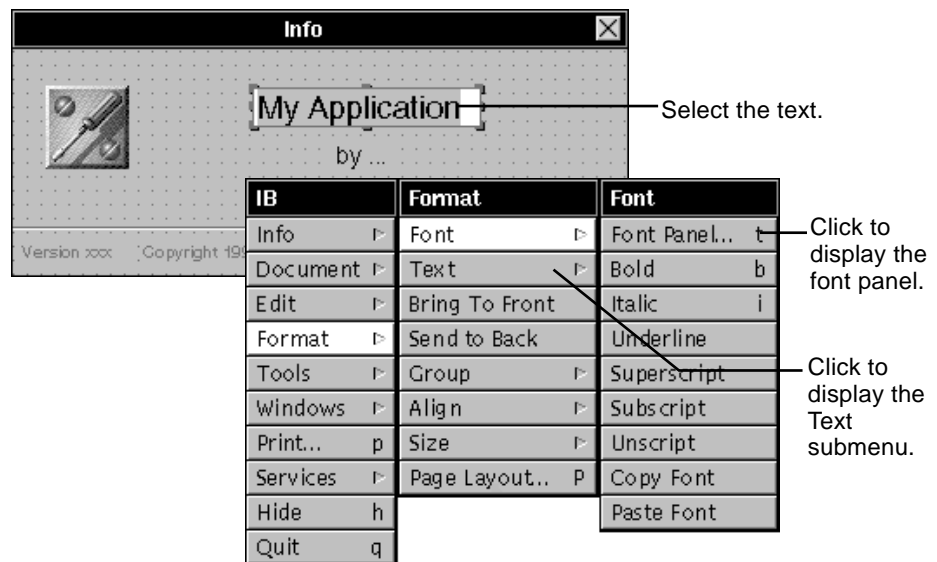 Info
My Application
Select the text.
by ...
IB
Info
Document
Edit
Format
Tools
Windows
Print... p
Services
Hide h
Quit q
Format
Font
Text
Bring To Front
Send to Back
Group
Align
Size
Page Layout... P
Font
Font Panel... t
Bold b
Italic i
Underline
Superscript
Subscript
Unscript
Copy Font
Paste Font
Click to
display the
font panel.
Click to
display the
Text
submenu.
Version xxx
Copyright 199